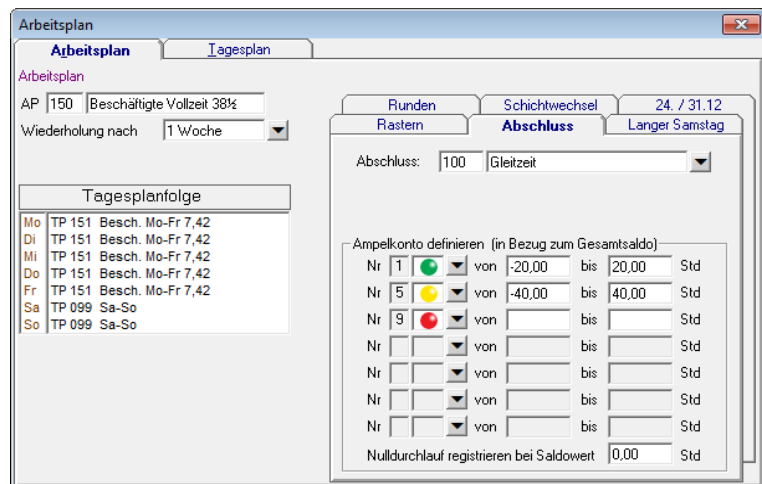 Arbeitsplan
Arbeitsplan Tagesplan
Arbeitsplan
AP 150 Beschäftigte Vollzeit 38½
Wiederholung nach 1 Woche
Tagesplanfolge
Mo TP 151 Besch. Mo-Fr 7,42
Di TP 151 Besch. Mo-Fr 7,42
Mi TP 151 Besch. Mo-Fr 7,42
Do TP 151 Besch. Mo-Fr 7,42
Fr TP 151 Besch. Mo-Fr 7,42
Sa TP 099 Sa-So
So TP 099 Sa-So
Runden Schichtwechsel 24. / 31.12
Rastern Abschluss Langer Samstag
Abschluss: 100 Gleitzeit
Ampelkonto definieren (in Bezug zum Gesamtsaldo)
Nr 1 von -20,00 bis 20,00 Std
Nr 5 von -40,00 bis 40,00 Std
Nr 9 von bis Std
Nr von bis Std
Nr von bis Std
Nr von bis Std
Nr von bis Std
Nulldurchlauf registrieren bei Saldowert 0,00 Std